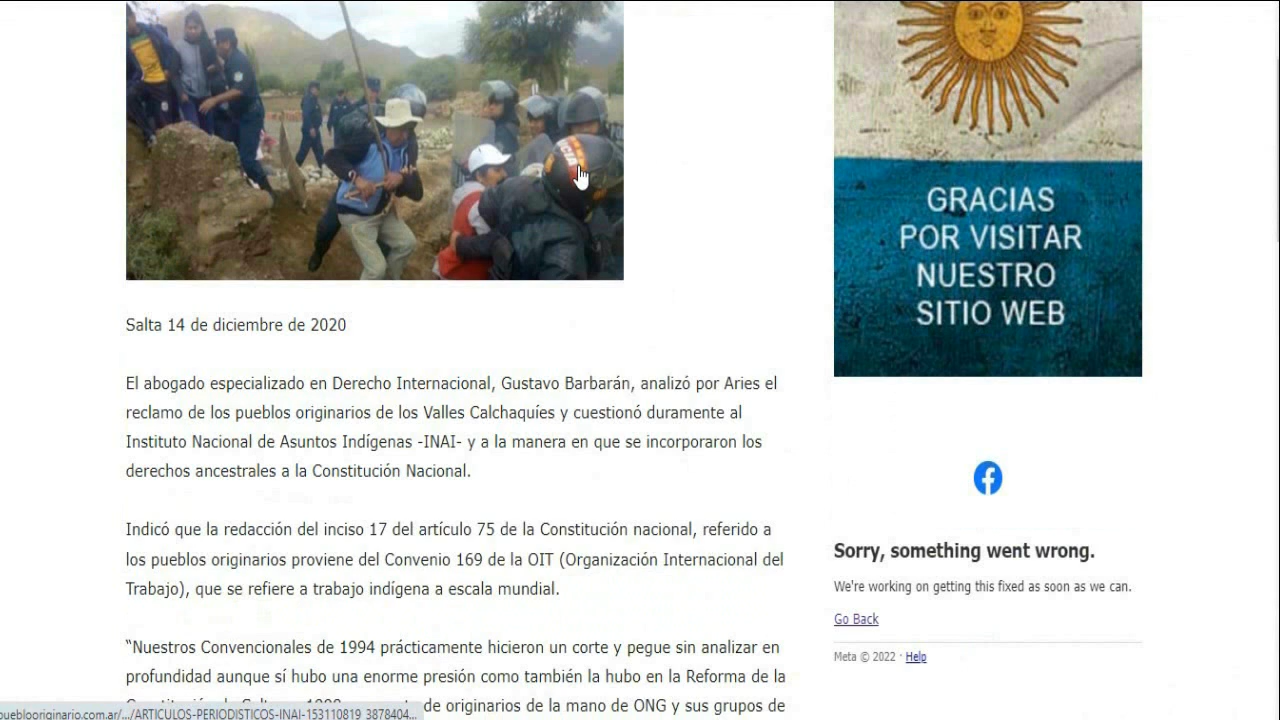 Salta 14 de diciembre de 2020
El abogado especializado en Derecho Internacional, Gustavo Barbarán, analizó por Aries el
reclamo de los pueblos originarios de los Valles Calchaquíes y cuestionó duramente al
Instituto Nacional de Asuntos Indígenas -INAI- y a la manera en que se incorporaron los
derechos ancestrales a la Constitución Nacional.
Indicó que la redacción del inciso 17 del artículo 75 de la Constitución nacional, referido a
los pueblos originarios proviene del Convenio 169 de la OIT (Organización Internacional del
Trabajo), que se refiere a trabajo indígena a escala mundial.
“Nuestros Convencionales de 1994 prácticamente hicieron un corte y pegue sin analizar en
profundidad aunque sí hubo una enorme presión como también la hubo en la Reforma de la
de originarios de la mano de ONG y sus grupos de
pueblooriginario.com.ar/.../ARTICULOS-PERIODISTICOS-INAI-153110819_3878404...
GRACIAS
POR VISITAR
NUESTRO
SITIO WEB
Sorry, something went wrong.
We're working on getting this fixed as soon as we can.
Go Back
Meta © 2022 · Help